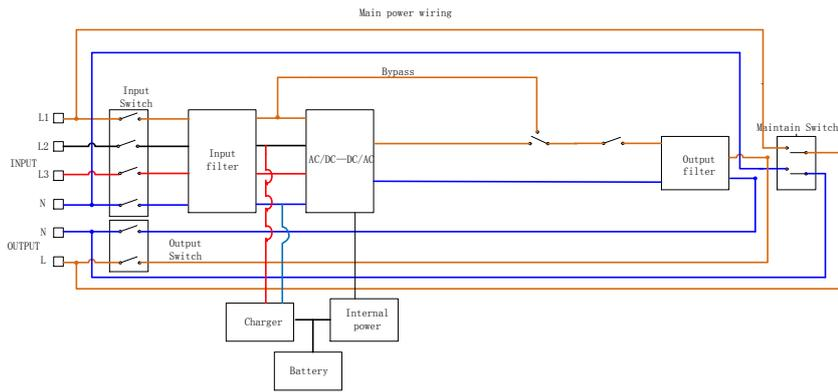 Main power wiring
Bypass
Input
Switch
L1
L2
INPUT
L3
N
N
OUTPUT
L
Input
filter
AC/DC—DC/AC
Output
filter
Maintain Switch
Output
Switch
Charger
Internal
power
Battery